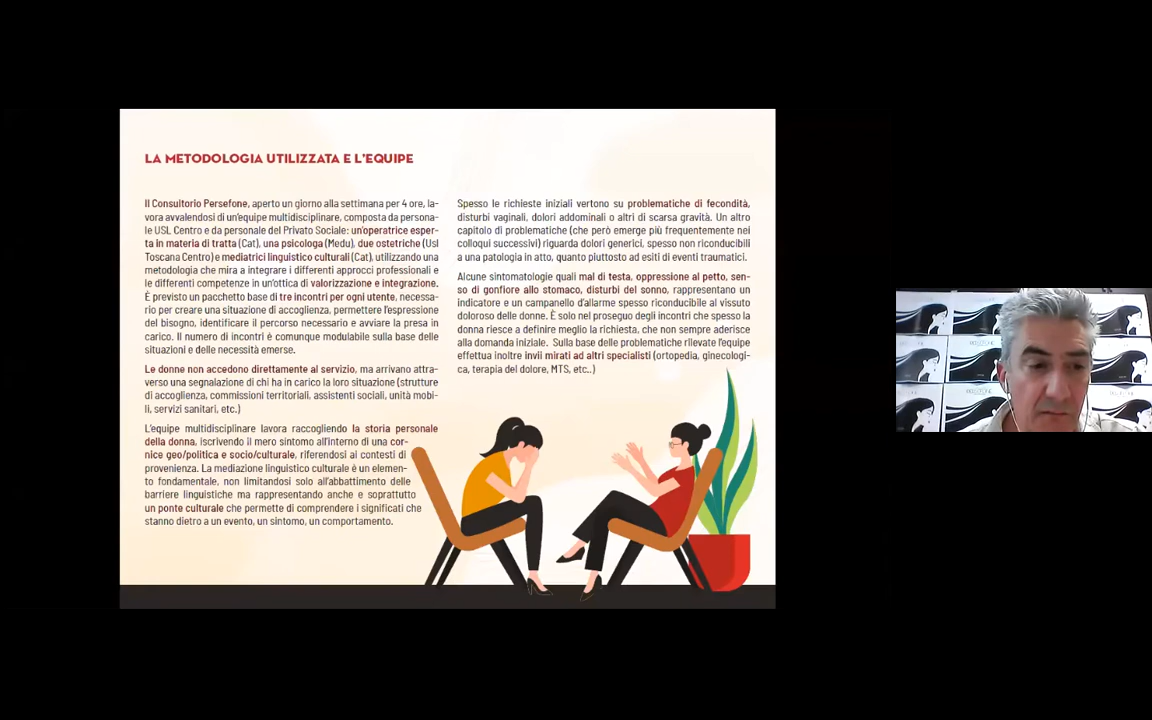 LA METODOLOGIA UTILIZZATA E L'EQUIPE
Il Consultorio Persefone, aperto un giorno alla settimana per 4 ore, la-
vora avvalendosi di un'equipe multidisciplinare, composta da persona-
le USL Centro e da personale del Privato Sociale: un'operatrice esper-
ta in materia di tratta (Cat), una psicologa (Medu), due ostetriche (Usl
Toscana Centro) e mediatrici linguistico culturali (Cat), utilizzando una
metodologia che mira a integrare i differenti approcci professionali e
le differenti competenze in un'ottica di valorizzazione e integrazione.
È previsto un pacchetto base di tre incontri per ogni utente, necessa-
rio per creare una situazione di accoglienza, permettere l'espressione
del bisogno, identificare il percorso necessario e avviare la presa in
carico. Il numero di incontri è comunque modulabile sulla base delle
situazioni e delle necessità emerse.
Le donne non accedono direttamente al servizio, ma arrivano attra-
verso una segnalazione di chi ha in carico la loro situazione (strutture
di accoglienza, commissioni territoriali, assistenti sociali, unità mobi-
li, servizi sanitari, etc.)
L'equipe multidisciplinare lavora raccogliendo la storia personale
della donna, iscrivendo il mero sintomo all'interno di una cor-
nice geo/politica e socio/culturale, riferendosi ai contesti di
provenienza. La mediazione linguistico culturale è un elemen-
to fondamentale, non limitandosi solo all'abbattimento delle
barriere linguistiche ma rappresentando anche e soprattutto
un ponte culturale che permette di comprendere i significati che
stanno dietro a un evento, un sintomo, un comportamento.
Spesso le richieste iniziali vertono su problematiche di fecondità,
disturbi vaginali, dolori addominali o altri di scarsa gravità. Un altro
capitolo di problematiche (che però emerge più frequentemente nei
colloqui successivi) riguarda dolori generici, spesso non riconducibili
a una patologia in atto, quanto piuttosto ad esiti di eventi traumatici.
Alcune sintomatologie quali mal di testa, oppressione al petto, sen-
so di gonfiore allo stomaco, disturbi del sonno, rappresentano un
indicatore e un campanello d'allarme spesso riconducibile al vissuto
doloroso delle donne. È solo nel proseguo degli incontri che spesso la
donna riesce a definire meglio la richiesta, che non sempre aderisce
alla domanda iniziale. Sulla base delle problematiche rilevate l'equipe
effettua inoltre invii mirati ad altri specialisti (ortopedia, ginecologi-
ca, terapia del dolore, MTS, etc..)